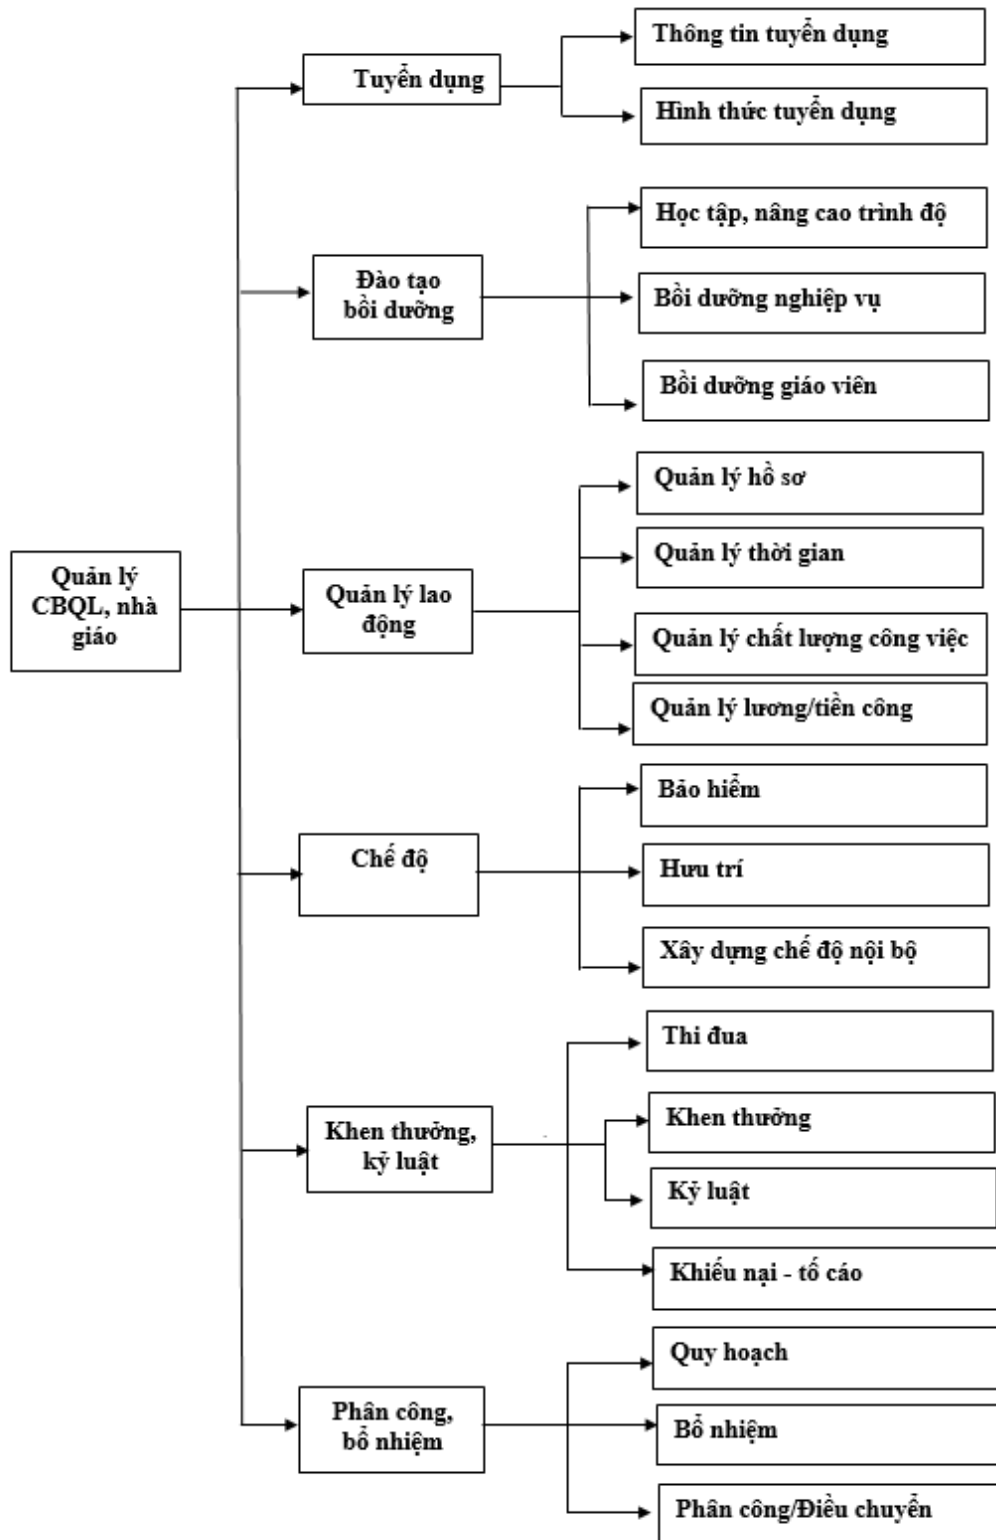 Quản lý
CBQL, nhà
giáo
Tuyển dụng
Thông tin tuyển dụng
Hình thức tuyển dụng
Đào tạo
bồi dưỡng
Học tập, nâng cao trình độ
Bồi dưỡng nghiệp vụ
Bồi dưỡng giáo viên
Quản lý lao
động
Quản lý hồ sơ
Quản lý thời gian
Quản lý chất lượng công việc
Quản lý lương/tiền công
Chế độ
Bảo hiểm
Hưu trí
Xây dựng chế độ nội bộ
Khen thưởng,
kỷ luật
Thi đua
Khen thưởng
Kỷ luật
Khiếu nại - tố cáo
Phân công,
bổ nhiệm
Quy hoạch
Bổ nhiệm
Phân công/Điều chuyển